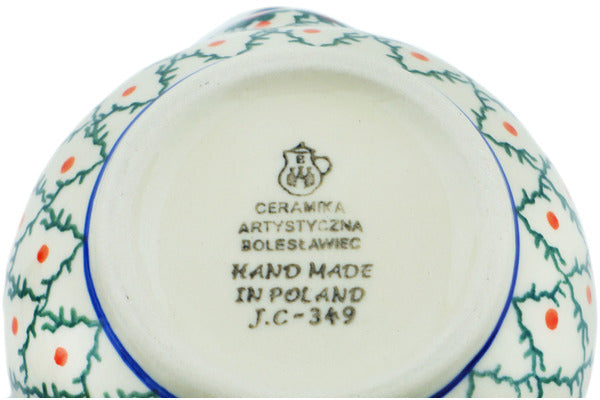 E
CERAMIKA
ARTYSTYCZNA
BOLESŁAWIEC
HAND MADE
IN POLAND
J.C-349